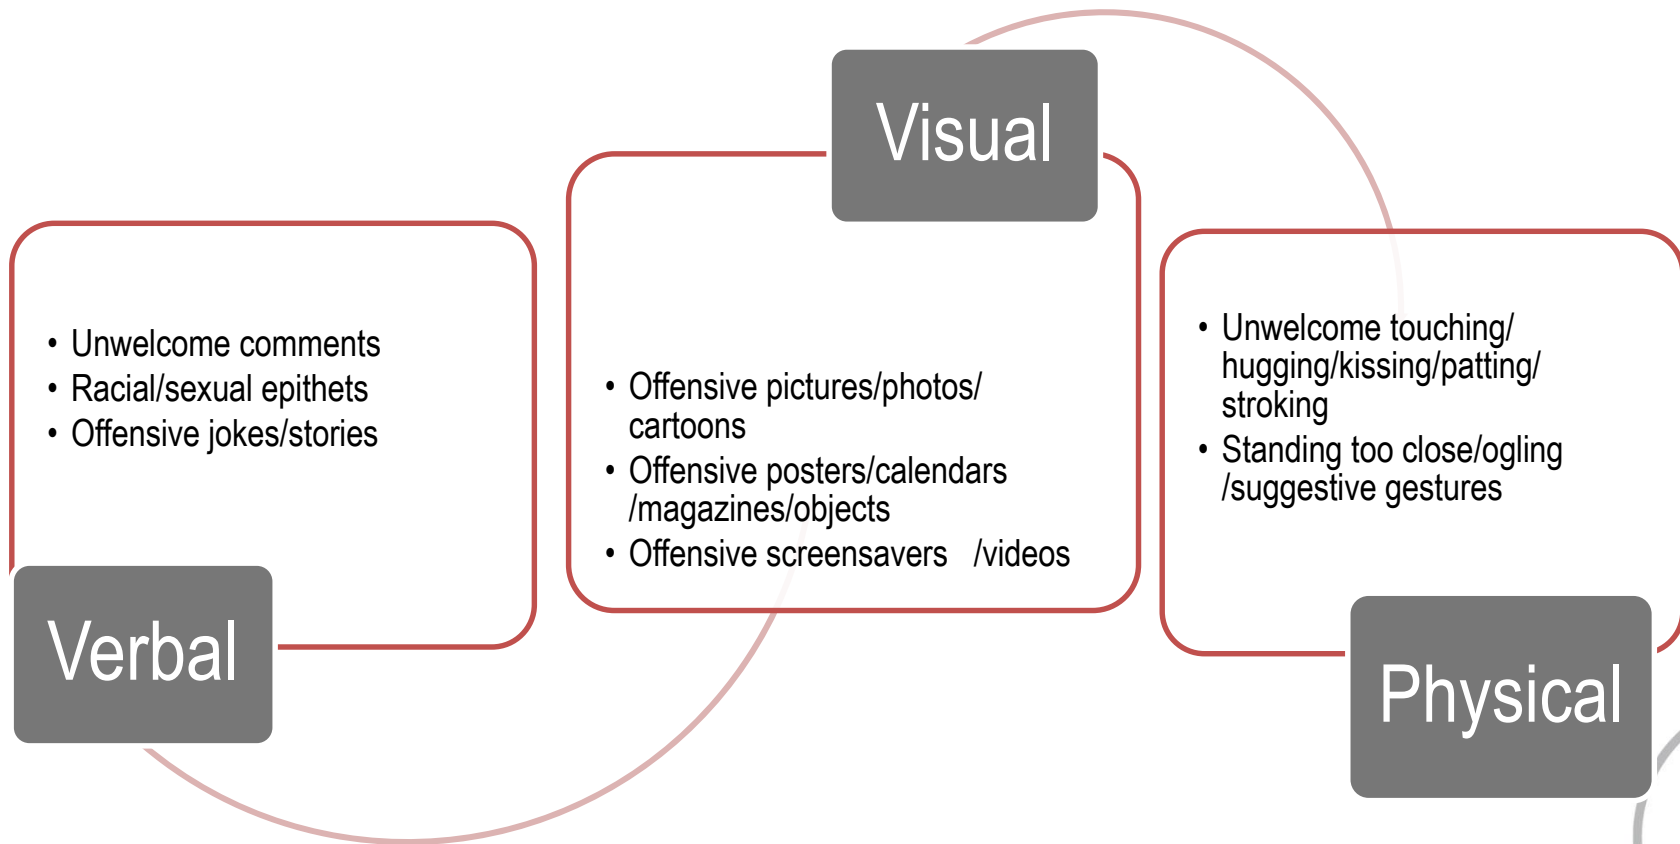 Verbal
• Unwelcome comments
• Racial/sexual epithets
• Offensive jokes/stories
Visual
• Offensive pictures/photos/
cartoons
• Offensive posters/calendars
/magazines/objects
• Offensive screensavers /videos
Physical
• Unwelcome touching/
hugging/kissing/patting/
stroking
• Standing too close/ogling
/suggestive gestures